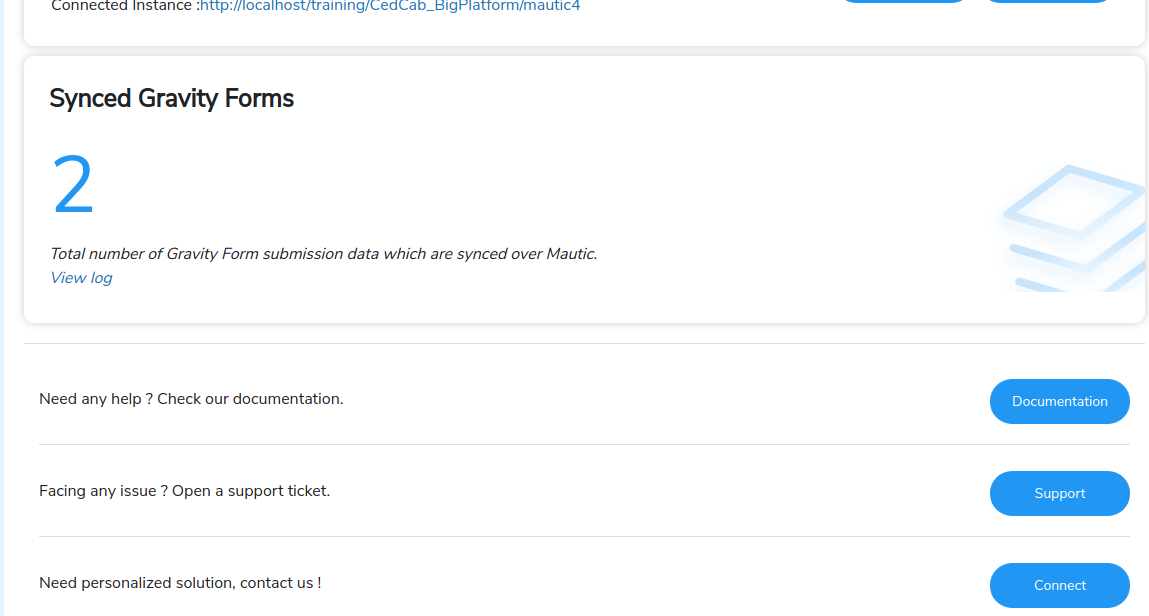 Connected Instance :http://localhost/training/CedCab_BigPlatform/mautic4
Synced Gravity Forms
2
Total number of Gravity Form submission data which are synced over Mautic.
View log
Need any help ? Check our documentation.
Documentation
Facing any issue ? Open a support ticket.
Support
Need personalized solution, contact us !
Connect